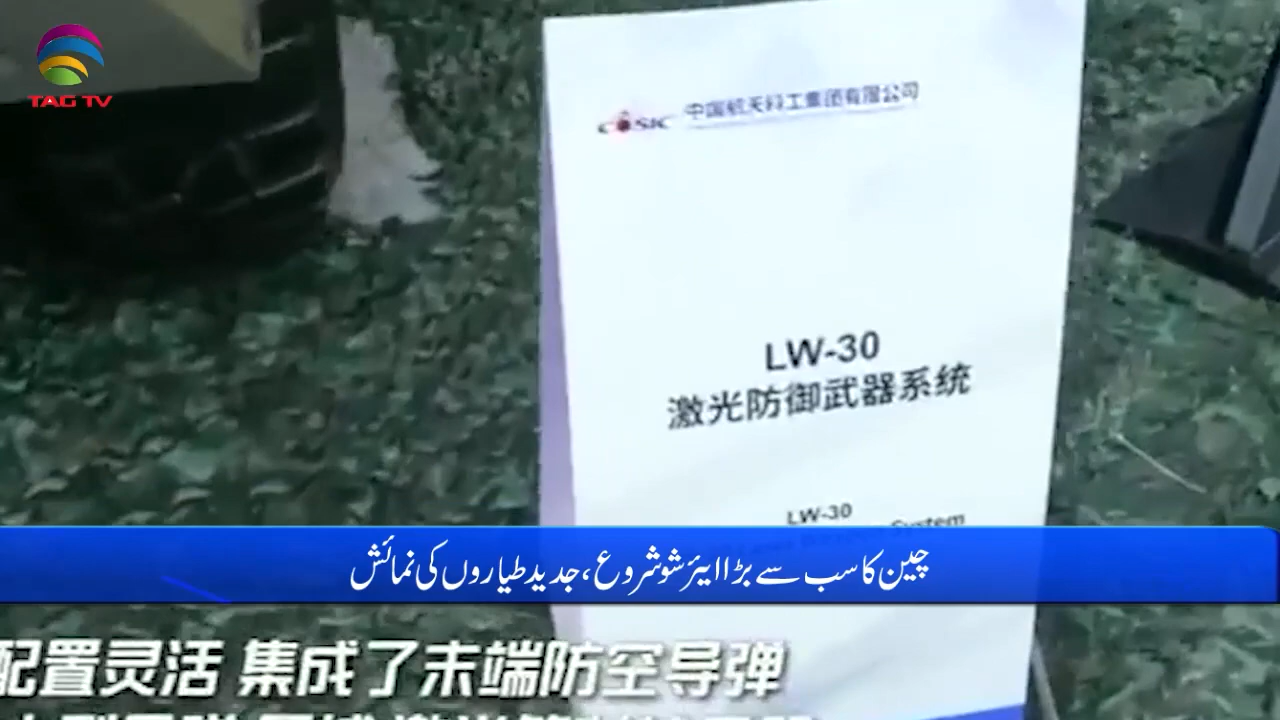 TAG TV
CASIC 中国航天科工集团有限公司
LW-30
激光防御武器系统
LW-30
System
چین کا سب سے بڑا ایئر شو شروع، جدید طیاروں کی نمائش
配置灵活 集成了末端防空导弹